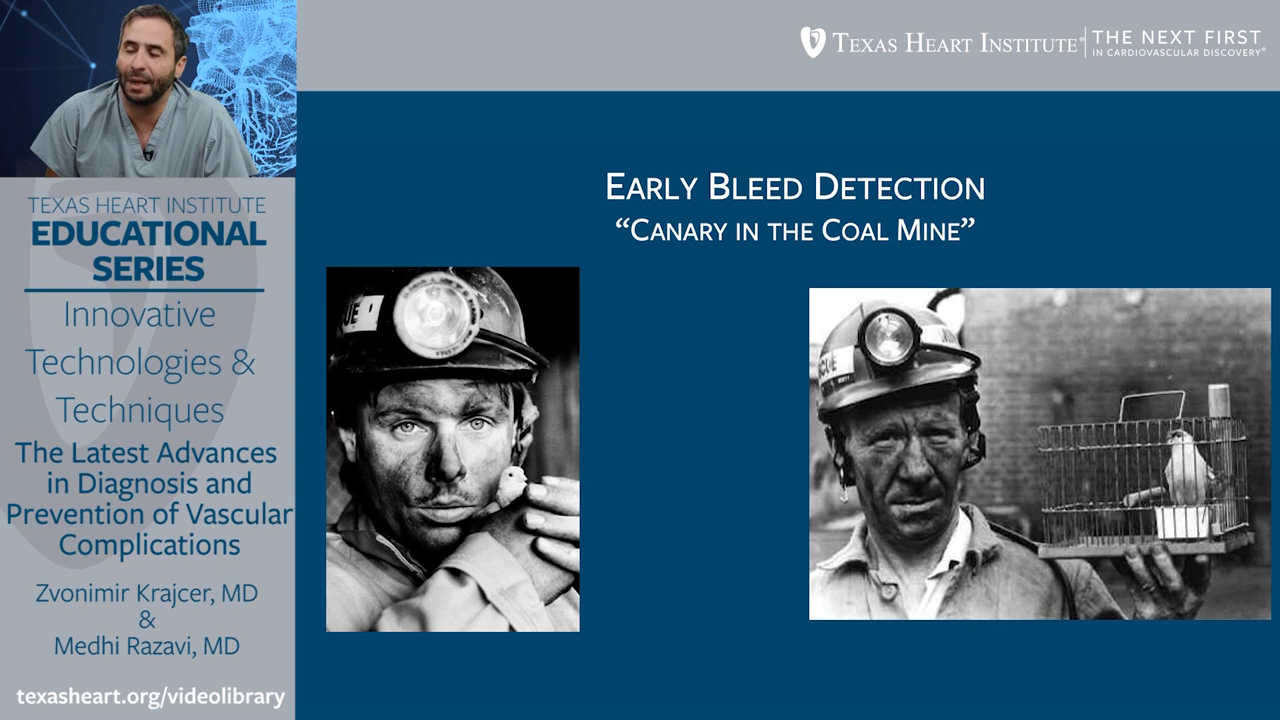 TEXAS HEART INSTITUTE® | THE NEXT FIRST
IN CARDIOVASCULAR DISCOVERY®
TEXAS HEART INSTITUTE
EDUCATIONAL
SERIES
Innovative
Technologies &
Techniques
The Latest Advances
in Diagnosis and
Prevention of Vascular
Complications
Zvonimir Krajcer, MD
&
Medhi Razavi, MD
texasheart.org/videolibrary
EARLY BLEED DETECTION
“CANARY IN THE COAL MINE”